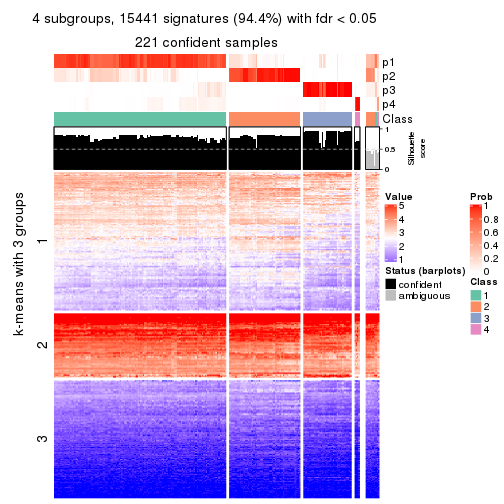 4 subgroups, 15441 signatures (94.4%) with fdr < 0.05
221 confident samples
p1
p2
p3
p4
Class
1
0.5
0
Silhouette
score
k-means with 3 groups
1
2
3
Value
5
4
3
2
1
Status (barplots)
confident
ambiguous
Prob
1
0.8
0.6
0.4
0.2
0
Class
1
2
3
4